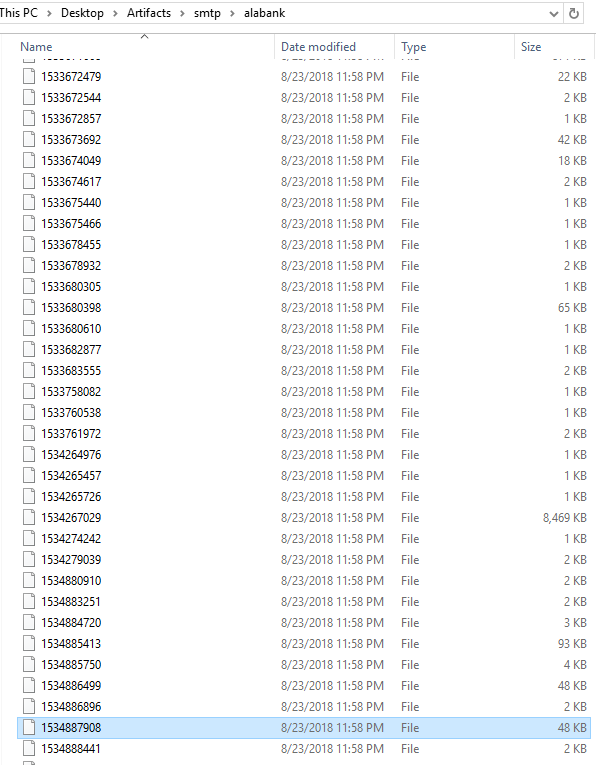 This PC > Desktop > Artifacts > smtp > alabank
Name Date modified Type Size
1533672479 8/23/2018 11:58 PM File 22 KB
1533672544 8/23/2018 11:58 PM File 2 KB
1533672857 8/23/2018 11:58 PM File 1 KB
1533673692 8/23/2018 11:58 PM File 42 KB
1533674049 8/23/2018 11:58 PM File 18 KB
1533674617 8/23/2018 11:58 PM File 2 KB
1533675440 8/23/2018 11:58 PM File 1 KB
1533675466 8/23/2018 11:58 PM File 1 KB
1533678455 8/23/2018 11:58 PM File 1 KB
1533678932 8/23/2018 11:58 PM File 2 KB
1533680305 8/23/2018 11:58 PM File 1 KB
1533680398 8/23/2018 11:58 PM File 65 KB
1533680610 8/23/2018 11:58 PM File 1 KB
1533682877 8/23/2018 11:58 PM File 1 KB
1533683555 8/23/2018 11:58 PM File 2 KB
1533758082 8/23/2018 11:58 PM File 1 KB
1533760538 8/23/2018 11:58 PM File 1 KB
1533761972 8/23/2018 11:58 PM File 2 KB
1534264976 8/23/2018 11:58 PM File 1 KB
1534265457 8/23/2018 11:58 PM File 1 KB
1534265726 8/23/2018 11:58 PM File 1 KB
1534267029 8/23/2018 11:58 PM File 8,469 KB
1534274242 8/23/2018 11:58 PM File 1 KB
1534279039 8/23/2018 11:58 PM File 2 KB
1534880910 8/23/2018 11:58 PM File 2 KB
1534883251 8/23/2018 11:58 PM File 2 KB
1534884720 8/23/2018 11:58 PM File 3 KB
1534885413 8/23/2018 11:58 PM File 93 KB
1534885750 8/23/2018 11:58 PM File 4 KB
1534886499 8/23/2018 11:58 PM File 48 KB
1534886896 8/23/2018 11:58 PM File 2 KB
1534887908 8/23/2018 11:58 PM File 48 KB
1534888441 8/23/2018 11:58 PM File 2 KB